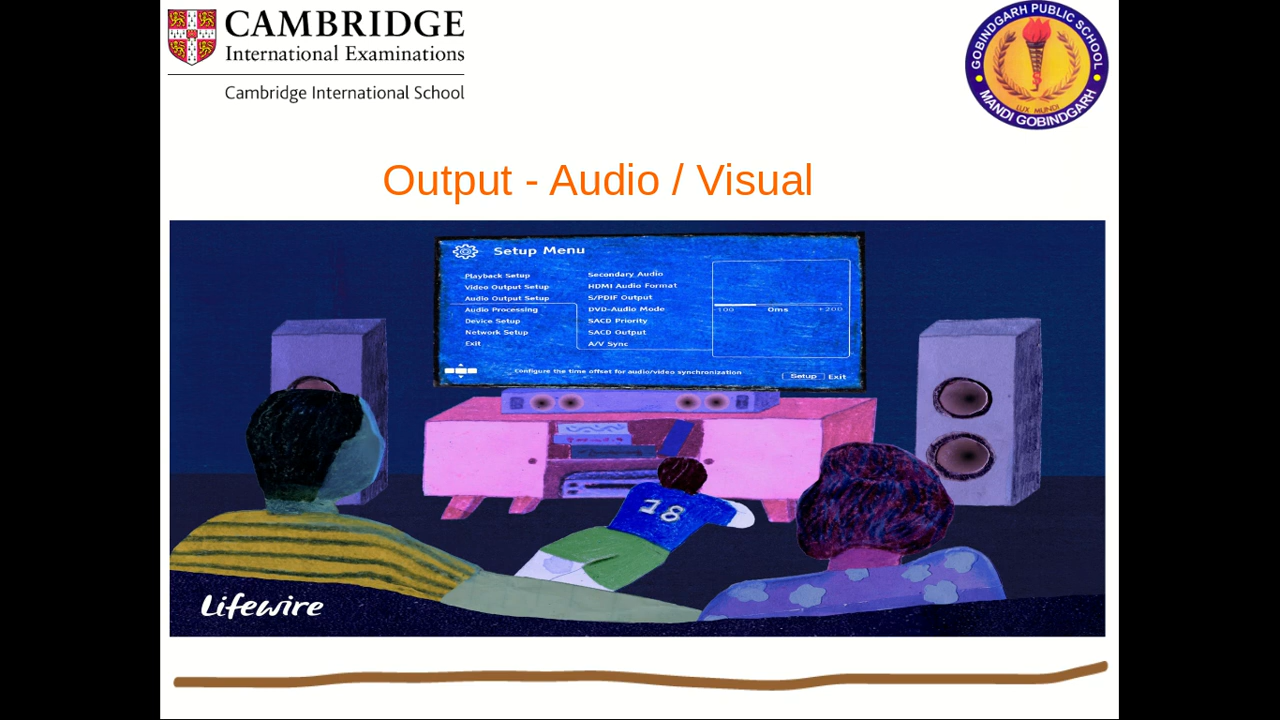 CAMBRIDGE
International Examinations
Cambridge International School
GOBINDGARH PUBLIC SCHOOL
LUX MUNDI
MANDI GOBINDGARH
Output - Audio / Visual
Setup Menu
Playback Setup
Video Output Setup
Audio Output Setup
Audio Processing
Device Setup
Network Setup
Exit
Secondary Audio
HDMI Audio Format
S/PDIF Output
DVD-Audio Mode
SACD Priority
SACD Output
A/V Sync
-100 0ms +200
Configure the time offset for audio/video synchronization
Setup Exit
18
Lifewire